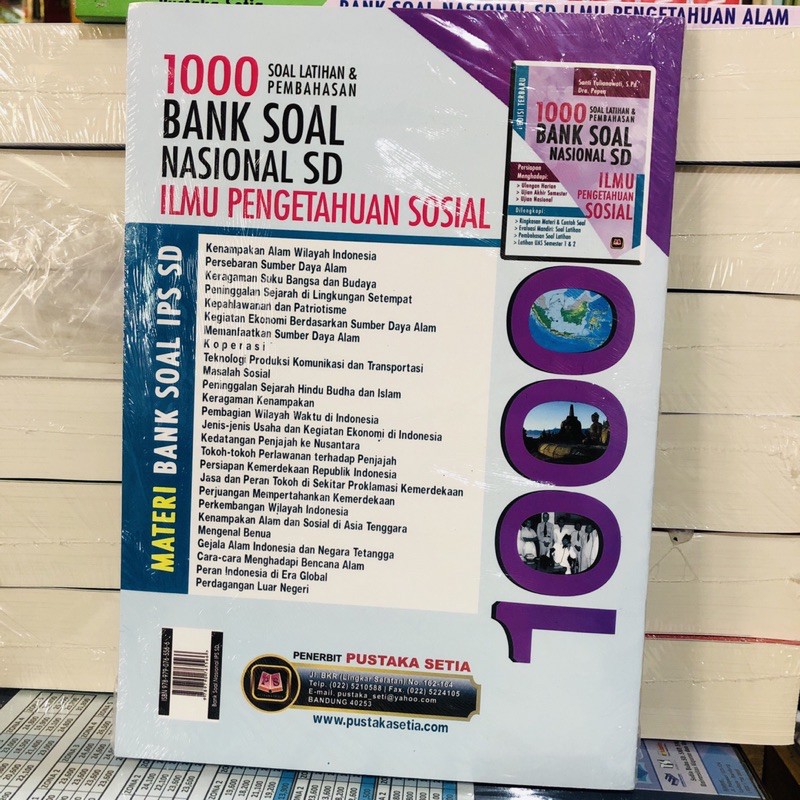 Pustaka Setia
BANK SOAL NASIONAL SD ILMU PENGETAHUAN ALAM
1000 SOAL LATIHAN &
PEMBAHASAN
BANK SOAL
NASIONAL SD
ILMU PENGETAHUAN SOSIAL
EDISI TERBARU
Santi Yulianawati, S.Pd.
Dra. Popon
1000 SOAL LATIHAN &
PEMBAHASAN
BANK SOAL
NASIONAL SD
ILMU
PENGETAHUAN
SOSIAL
Persiapan
Menghadapi:
> Ulangan Harian
> Ujian Akhir Semester
> Ujian Nasional
Dilengkapi:
> Ringkasan Materi & Contoh Soal
> Evaluasi Mandiri: Soal Latihan
> Pembahasan Soal Latihan
> Latihan UAS Semester 1 & 2
MATERI BANK SOAL IPS SD
Kenampakan Alam Wilayah Indonesia
Persebaran Sumber Daya Alam
Keragaman Suku Bangsa dan Budaya
Peninggalan Sejarah di Lingkungan Setempat
Kepahlawanan dan Patriotisme
Kegiatan Ekonomi Berdasarkan Sumber Daya Alam
Memanfaatkan Sumber Daya Alam
Koperasi
Teknologi Produksi Komunikasi dan Transportasi
Masalah Sosial
Peninggalan Sejarah Hindu Budha dan Islam
Keragaman Kenampakan
Pembagian Wilayah Waktu di Indonesia
Jenis-jenis Usaha dan Kegiatan Ekonomi di Indonesia
Kedatangan Penjajah ke Nusantara
Tokoh-tokoh Perlawanan terhadap Penjajah
Persiapan Kemerdekaan Republik Indonesia
Jasa dan Peran Tokoh di Sekitar Proklamasi Kemerdekaan
Perjuangan Mempertahankan Kemerdekaan
Perkembangan Wilayah Indonesia
Kenampakan Alam dan Sosial di Asia Tenggara
Mengenal Benua
Gejala Alam Indonesia dan Negara Tetangga
Cara-cara Menghadapi Bencana Alam
Peran Indonesia di Era Global
Perdagangan Luar Negeri
1000
ISBN 978-979-076-556-6
Bank Soal Nasional IPS SD
PENERBIT PUSTAKA SETIA
Jl. BKR (Lingkar Selatan) No. 162-164
Telp. (022) 5210588 | Fax. (022) 5224105
E-mail. pustaka_seti@yahoo.com
BANDUNG 40253
www.pustakasetia.com